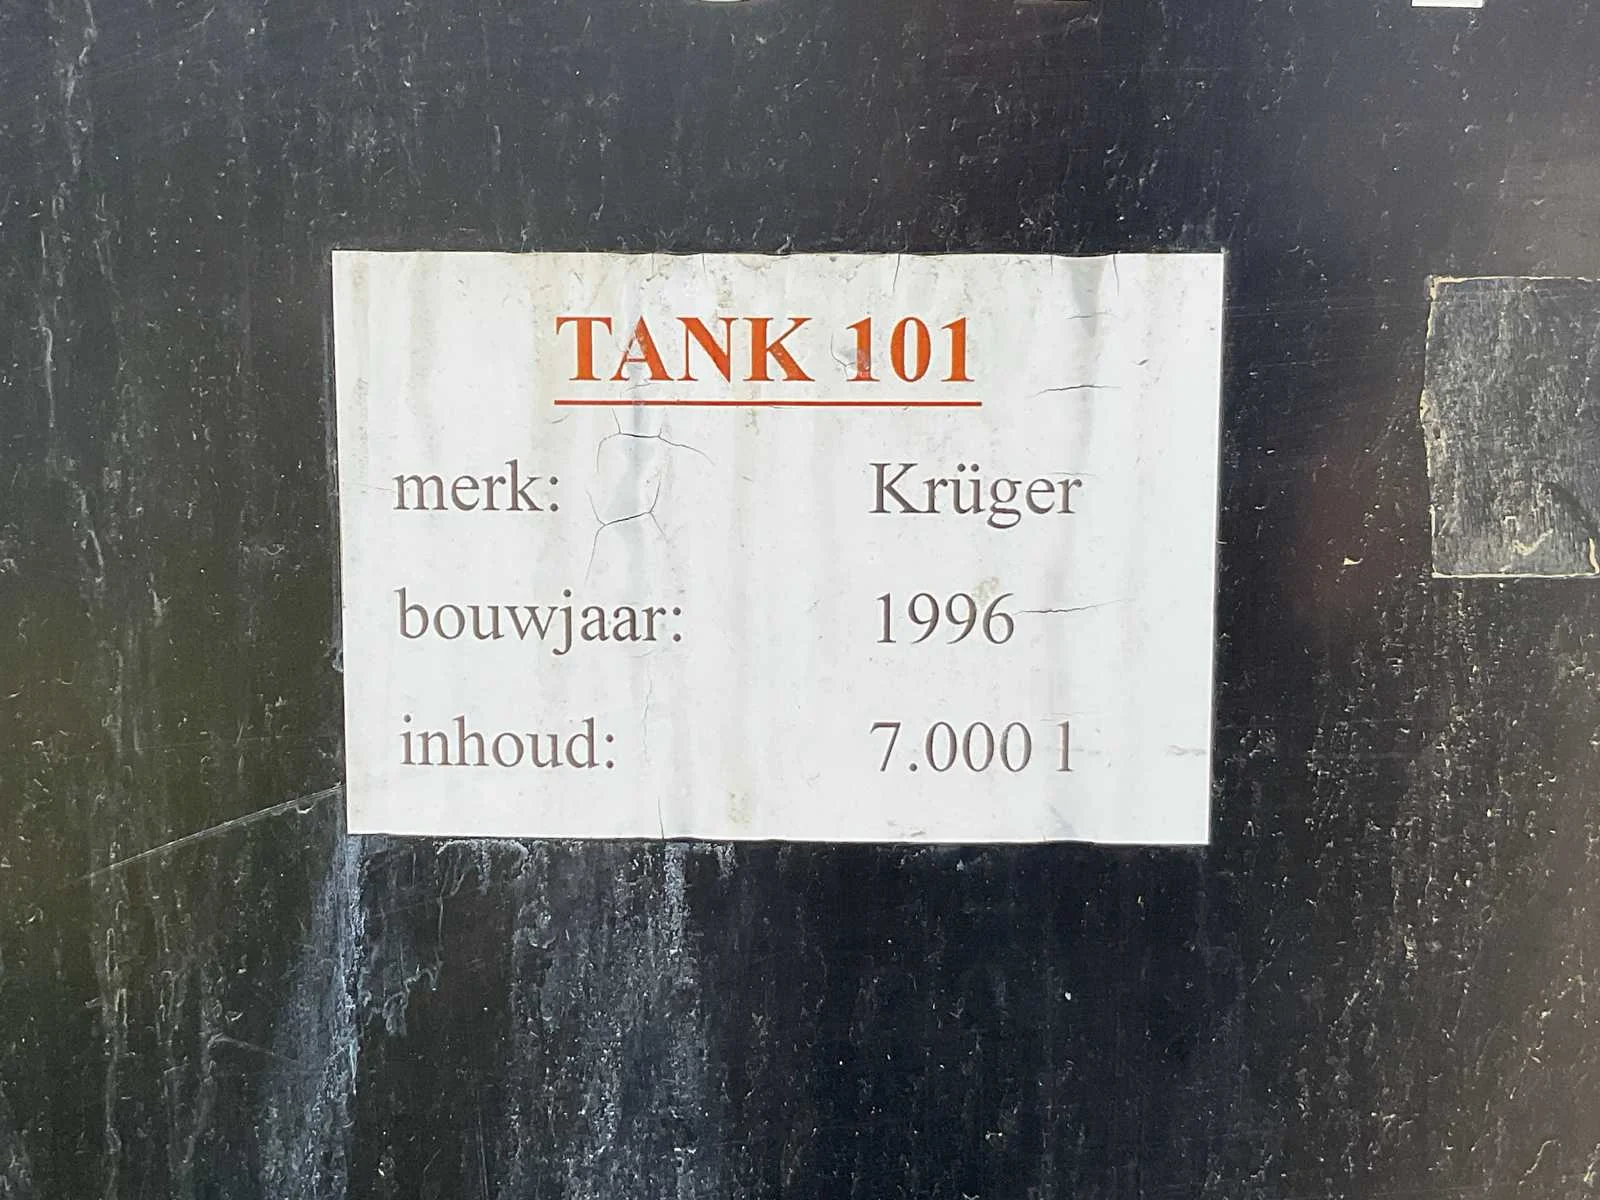 TANK 101
merk: Krüger
bouwjaar: 1996
inhoud: 7.000 l